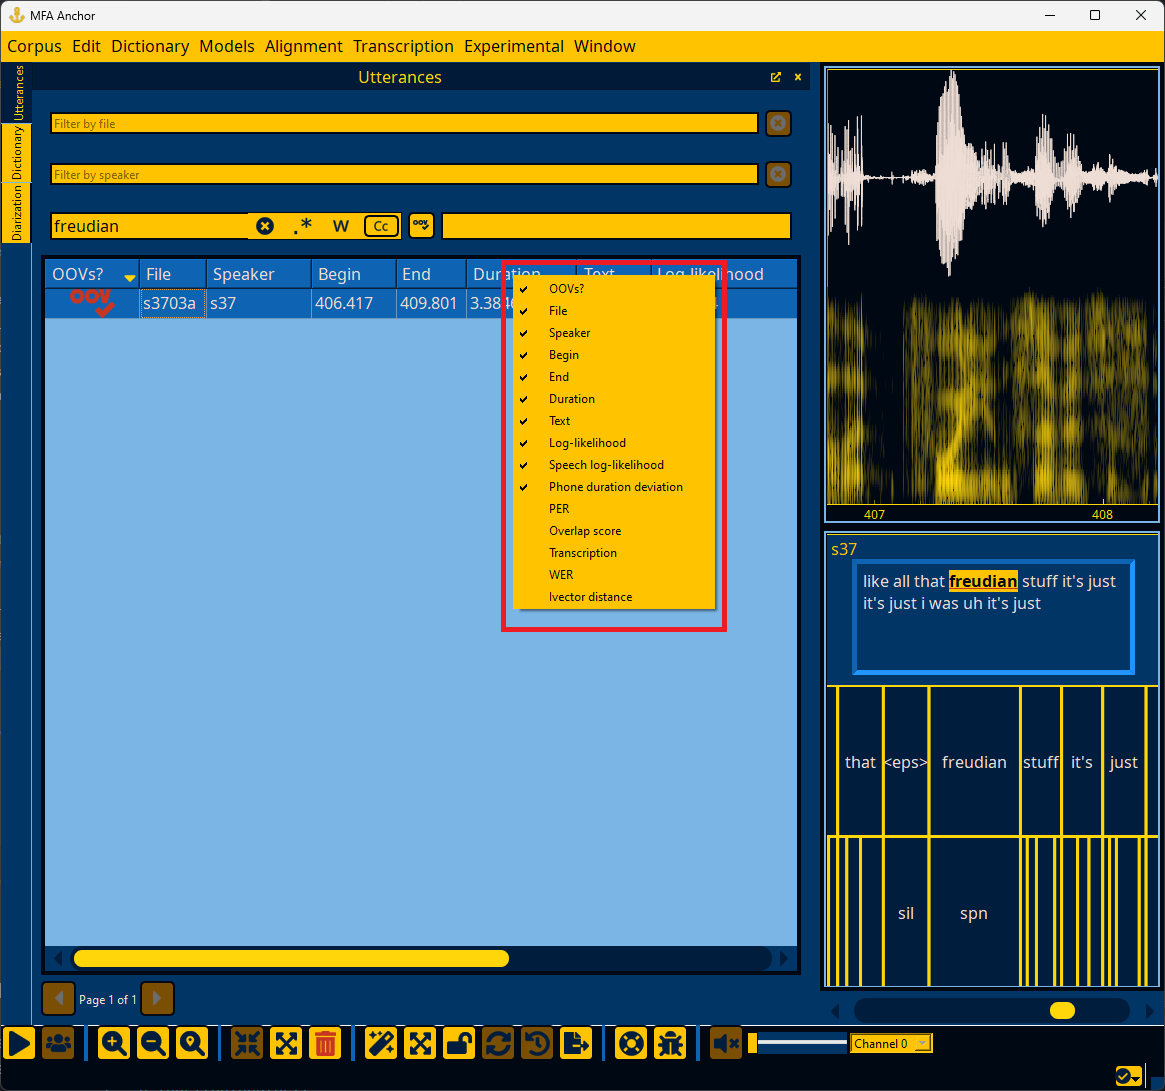 MFA Anchor
Corpus Edit Dictionary Models Alignment Transcription Experimental Window
Utterances
Dictionary
Diarization
Utterances
Filter by file
Filter by speaker
freudian .* W Cc OOV
OOVs? File Speaker Begin End Duration Text Log-likelihood
OOV s3703a s37 406.417 409.801
OOVs?
File
Speaker
Begin
End
Duration
Text
Log-likelihood
Speech log-likelihood
Phone duration deviation
PER
Overlap score
Transcription
WER
Ivector distance
Page 1 of 1
407 408
s37
like all that freudian stuff it's just
it's just i was uh it's just
that <eps> freudian stuff it's just
sil spn
Channel 0